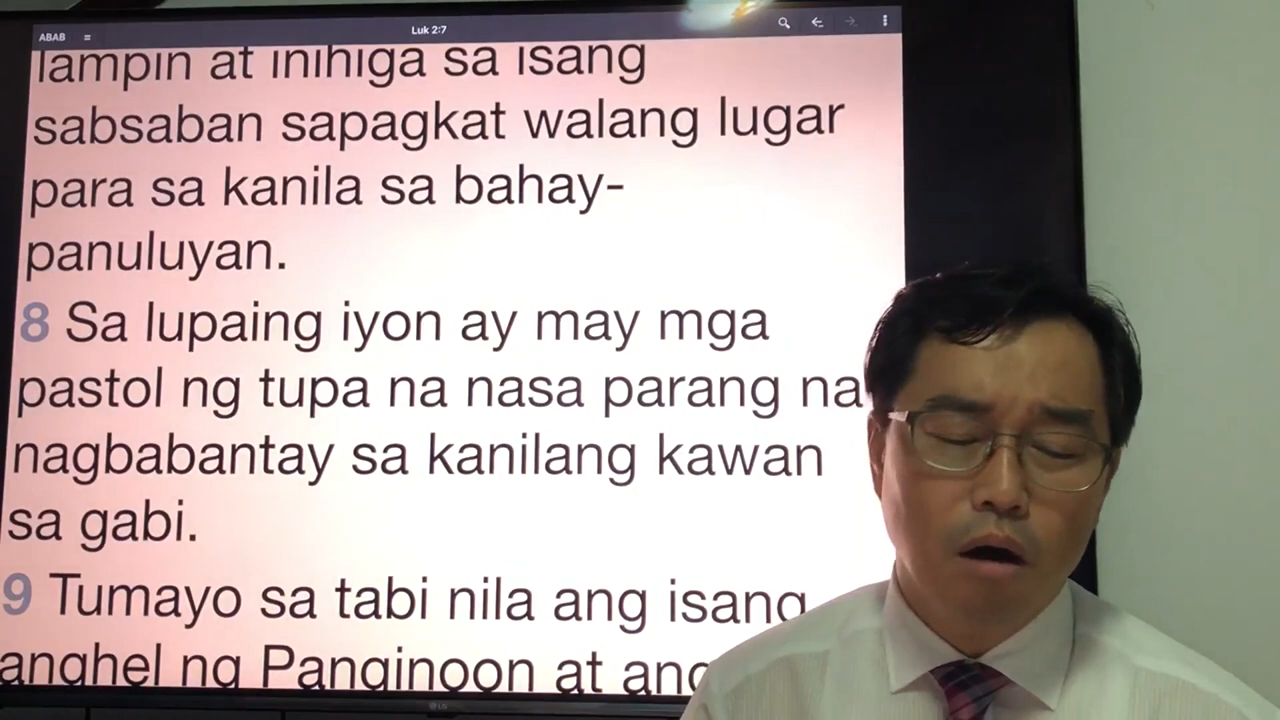 ABAB
Luk 2:7
lampin at inihiga sa isang
sabsaban sapagkat walang lugar
para sa kanila sa bahay-
panuluyan.
8 Sa lupaing iyon ay may mga
pastol ng tupa na nasa parang na
nagbabantay sa kanilang kawan
sa gabi.
9 Tumayo sa tabi nila ang isang
anghel ng Panginoon at ang
LG